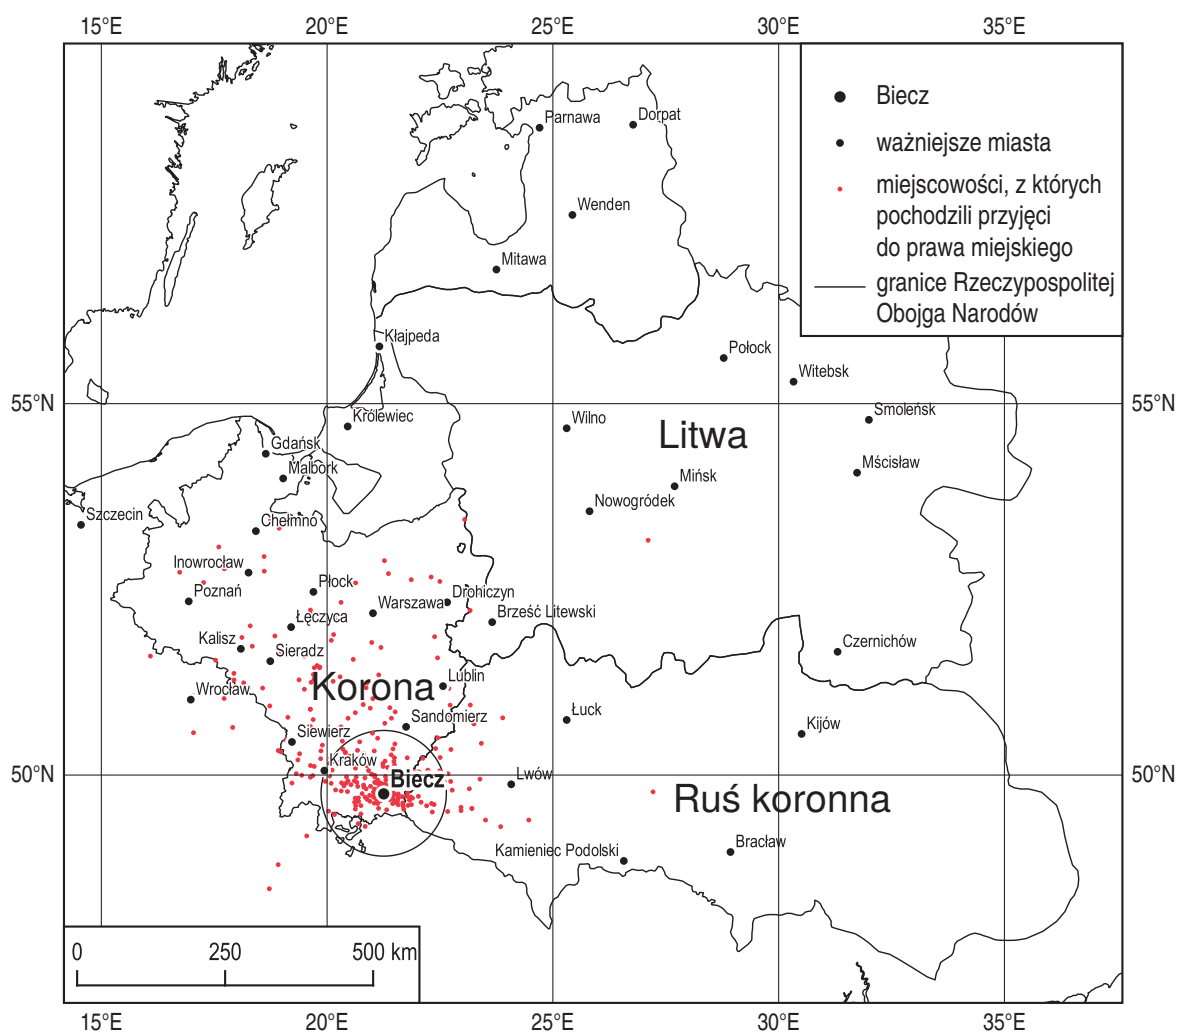 15°E 20°E 25°E 30°E 35°E
Biecz
ważniejsze miasta
miejscowości, z których
pochodzili przyjęci
do prawa miejskiego
granice Rzeczypospolitej
Obojga Narodów
Parnawa
Dorpat
Wenden
Mitawa
Kłajpeda
Połock
Witebsk
55°N
55°N
Królewiec
Wilno
Smoleńsk
Litwa
Gdańsk
Malbork
Mścisław
Mińsk
Nowogródek
Szczecin
Chełmno
Inowrocław
Poznań
Płock
Drohiczyn
Warszawa
Brześć Litewski
Łęczyca
Kalisz
Sieradz
Czernichów
Wrocław
Korona
Lublin
Sandomierz
Łuck
Kijów
Siewierz
Kraków
50°N
Biecz
Lwów
50°N
Ruś koronna
Bracław
Kamieniec Podolski
0 250 500 km
15°E 20°E 25°E 30°E 35°E